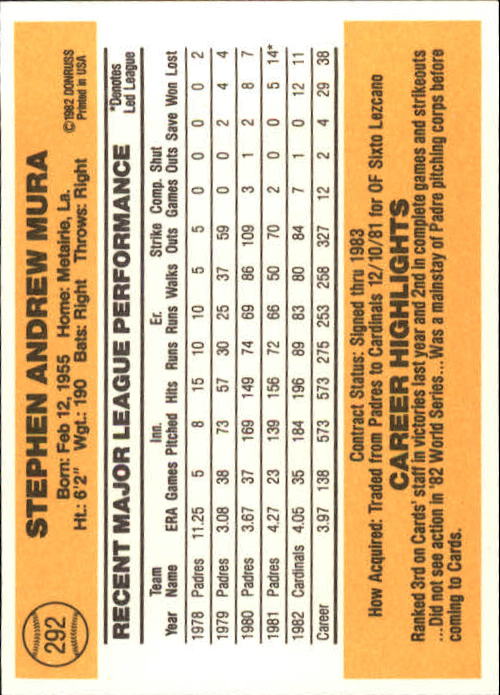 292
STEPHEN ANDREW MURA
©1982 DONRUSS
Printed in USA
Born: Feb 12, 1955 Home: Metairie, La.
Ht.: 6'2" Wgt.: 190 Bats: Right Throws: Right
RECENT MAJOR LEAGUE PERFORMANCE
*Denotes
Led League
Team Inn. Er. Strike Comp. Shut
Year Name ERA Games Pitched Hits Runs Runs Walks Outs Games Outs Save Won Lost
1978 Padres 11.25 5 8 15 10 10 5 5 0 0 0 0 2
1979 Padres 3.08 38 73 57 30 25 37 59 0 0 2 4 4
1980 Padres 3.67 37 169 149 74 69 86 109 3 1 2 8 7
1981 Padres 4.27 23 139 156 72 66 50 70 2 0 0 5 14*
1982 Cardinals 4.05 35 184 196 89 83 80 84 7 1 0 12 11
Career 3.97 138 573 573 275 253 258 327 12 2 4 29 38
Contract Status: Signed thru 1983
How Acquired: Traded from Padres to Cardinals 12/10/81 for OF Sixto Lezcano
CAREER HIGHLIGHTS
Ranked 3rd on Cards' staff in victories last year and 2nd in complete games and strikeouts
...Did not see action in '82 World Series... Was a mainstay of Padre pitching corps before
coming to Cards.